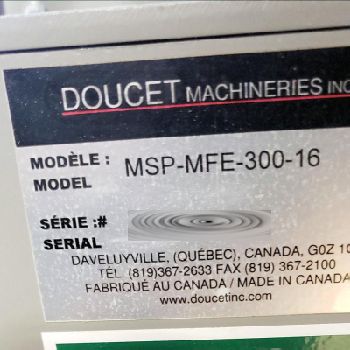 DOUCET MACHINERIES INC
MODÈLE : MSP-MFE-300-16
MODEL
SÉRIE :#
SERIAL
DAVELUYVILLE, (QUÉBEC), CANADA, G0Z 1C
TÉL. (819)367-2633 FAX (819) 367-2100
FABRIQUÉ AU CANADA / MADE IN CANADA
www.doucetinc.com